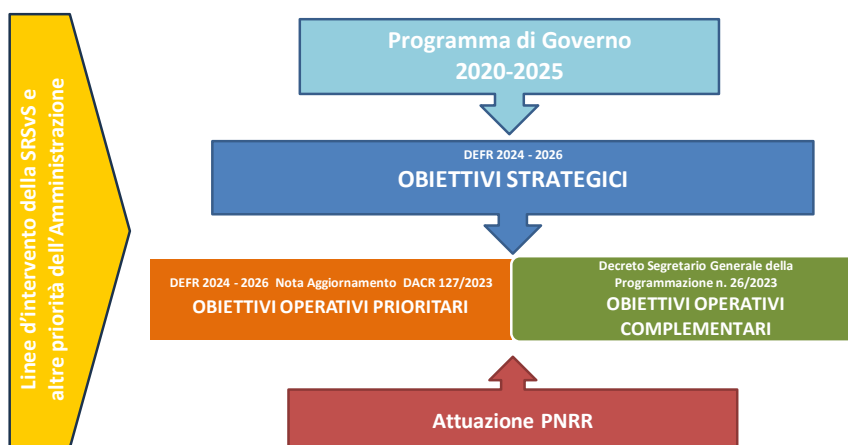 Linee d'intervento della SRSvS e
altre priorità dell'Amministrazione
Programma di Governo
2020-2025
DEFR 2024 - 2026
OBIETTIVI STRATEGICI
DEFR 2024 - 2026 Nota Aggiornamento DACR 127/2023
OBIETTIVI OPERATIVI PRIORITARI
Decreto Segretario Generale della
Programmazione n. 26/2023
OBIETTIVI OPERATIVI
COMPLEMENTARI
Attuazione PNRR